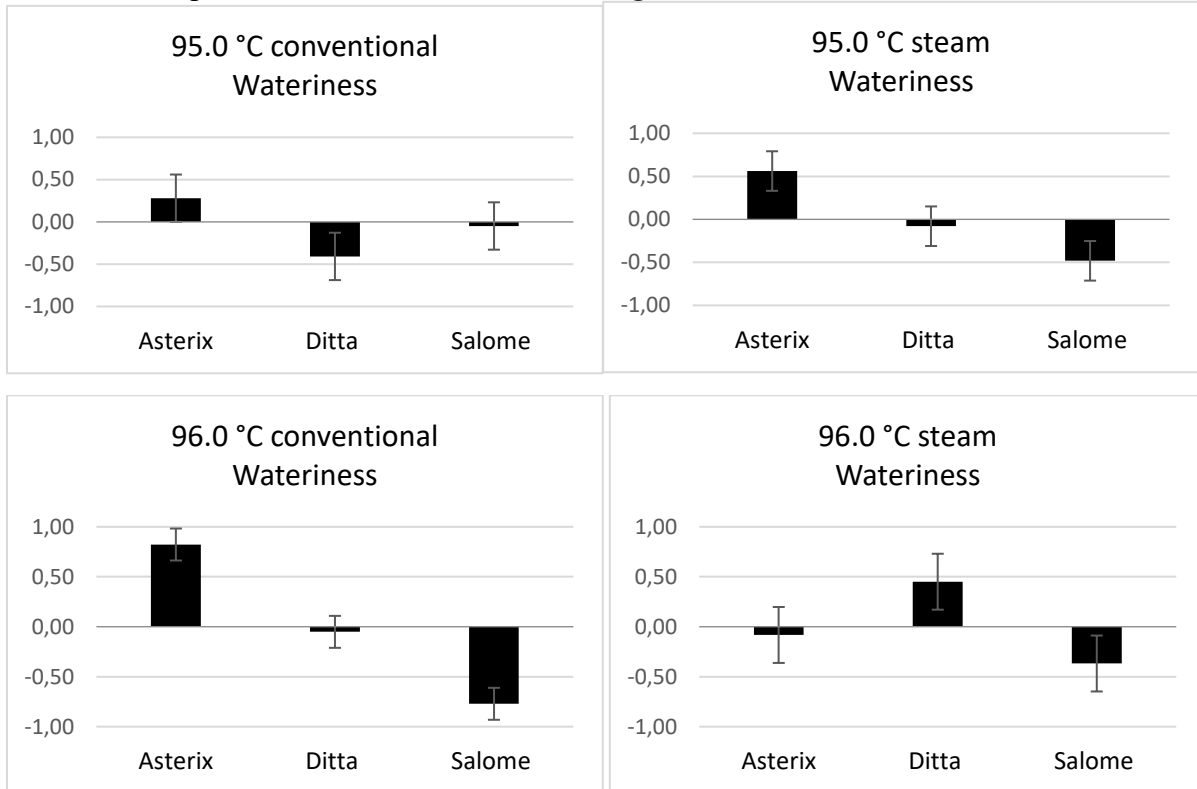 95.0 °C conventional
Wateriness
1,00
0,50
0,00
-0,50
-1,00
Asterix Ditta Salome
95.0 °C steam
Wateriness
1,00
0,50
0,00
-0,50
-1,00
Asterix Ditta Salome
96.0 °C conventional
Wateriness
1,00
0,50
0,00
-0,50
-1,00
Asterix Ditta Salome
96.0 °C steam
Wateriness
1,00
0,50
0,00
-0,50
-1,00
Asterix Ditta Salome